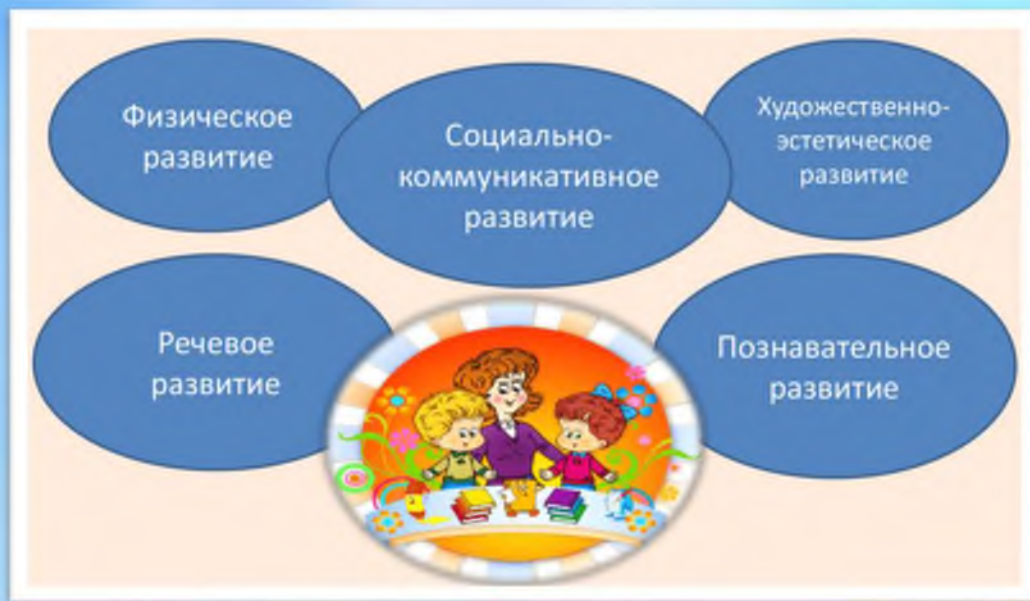 Физическое
развитие
Социально-
коммуникативное
развитие
Художественно-
эстетическое
развитие
Речевое
развитие
Познавательное
развитие